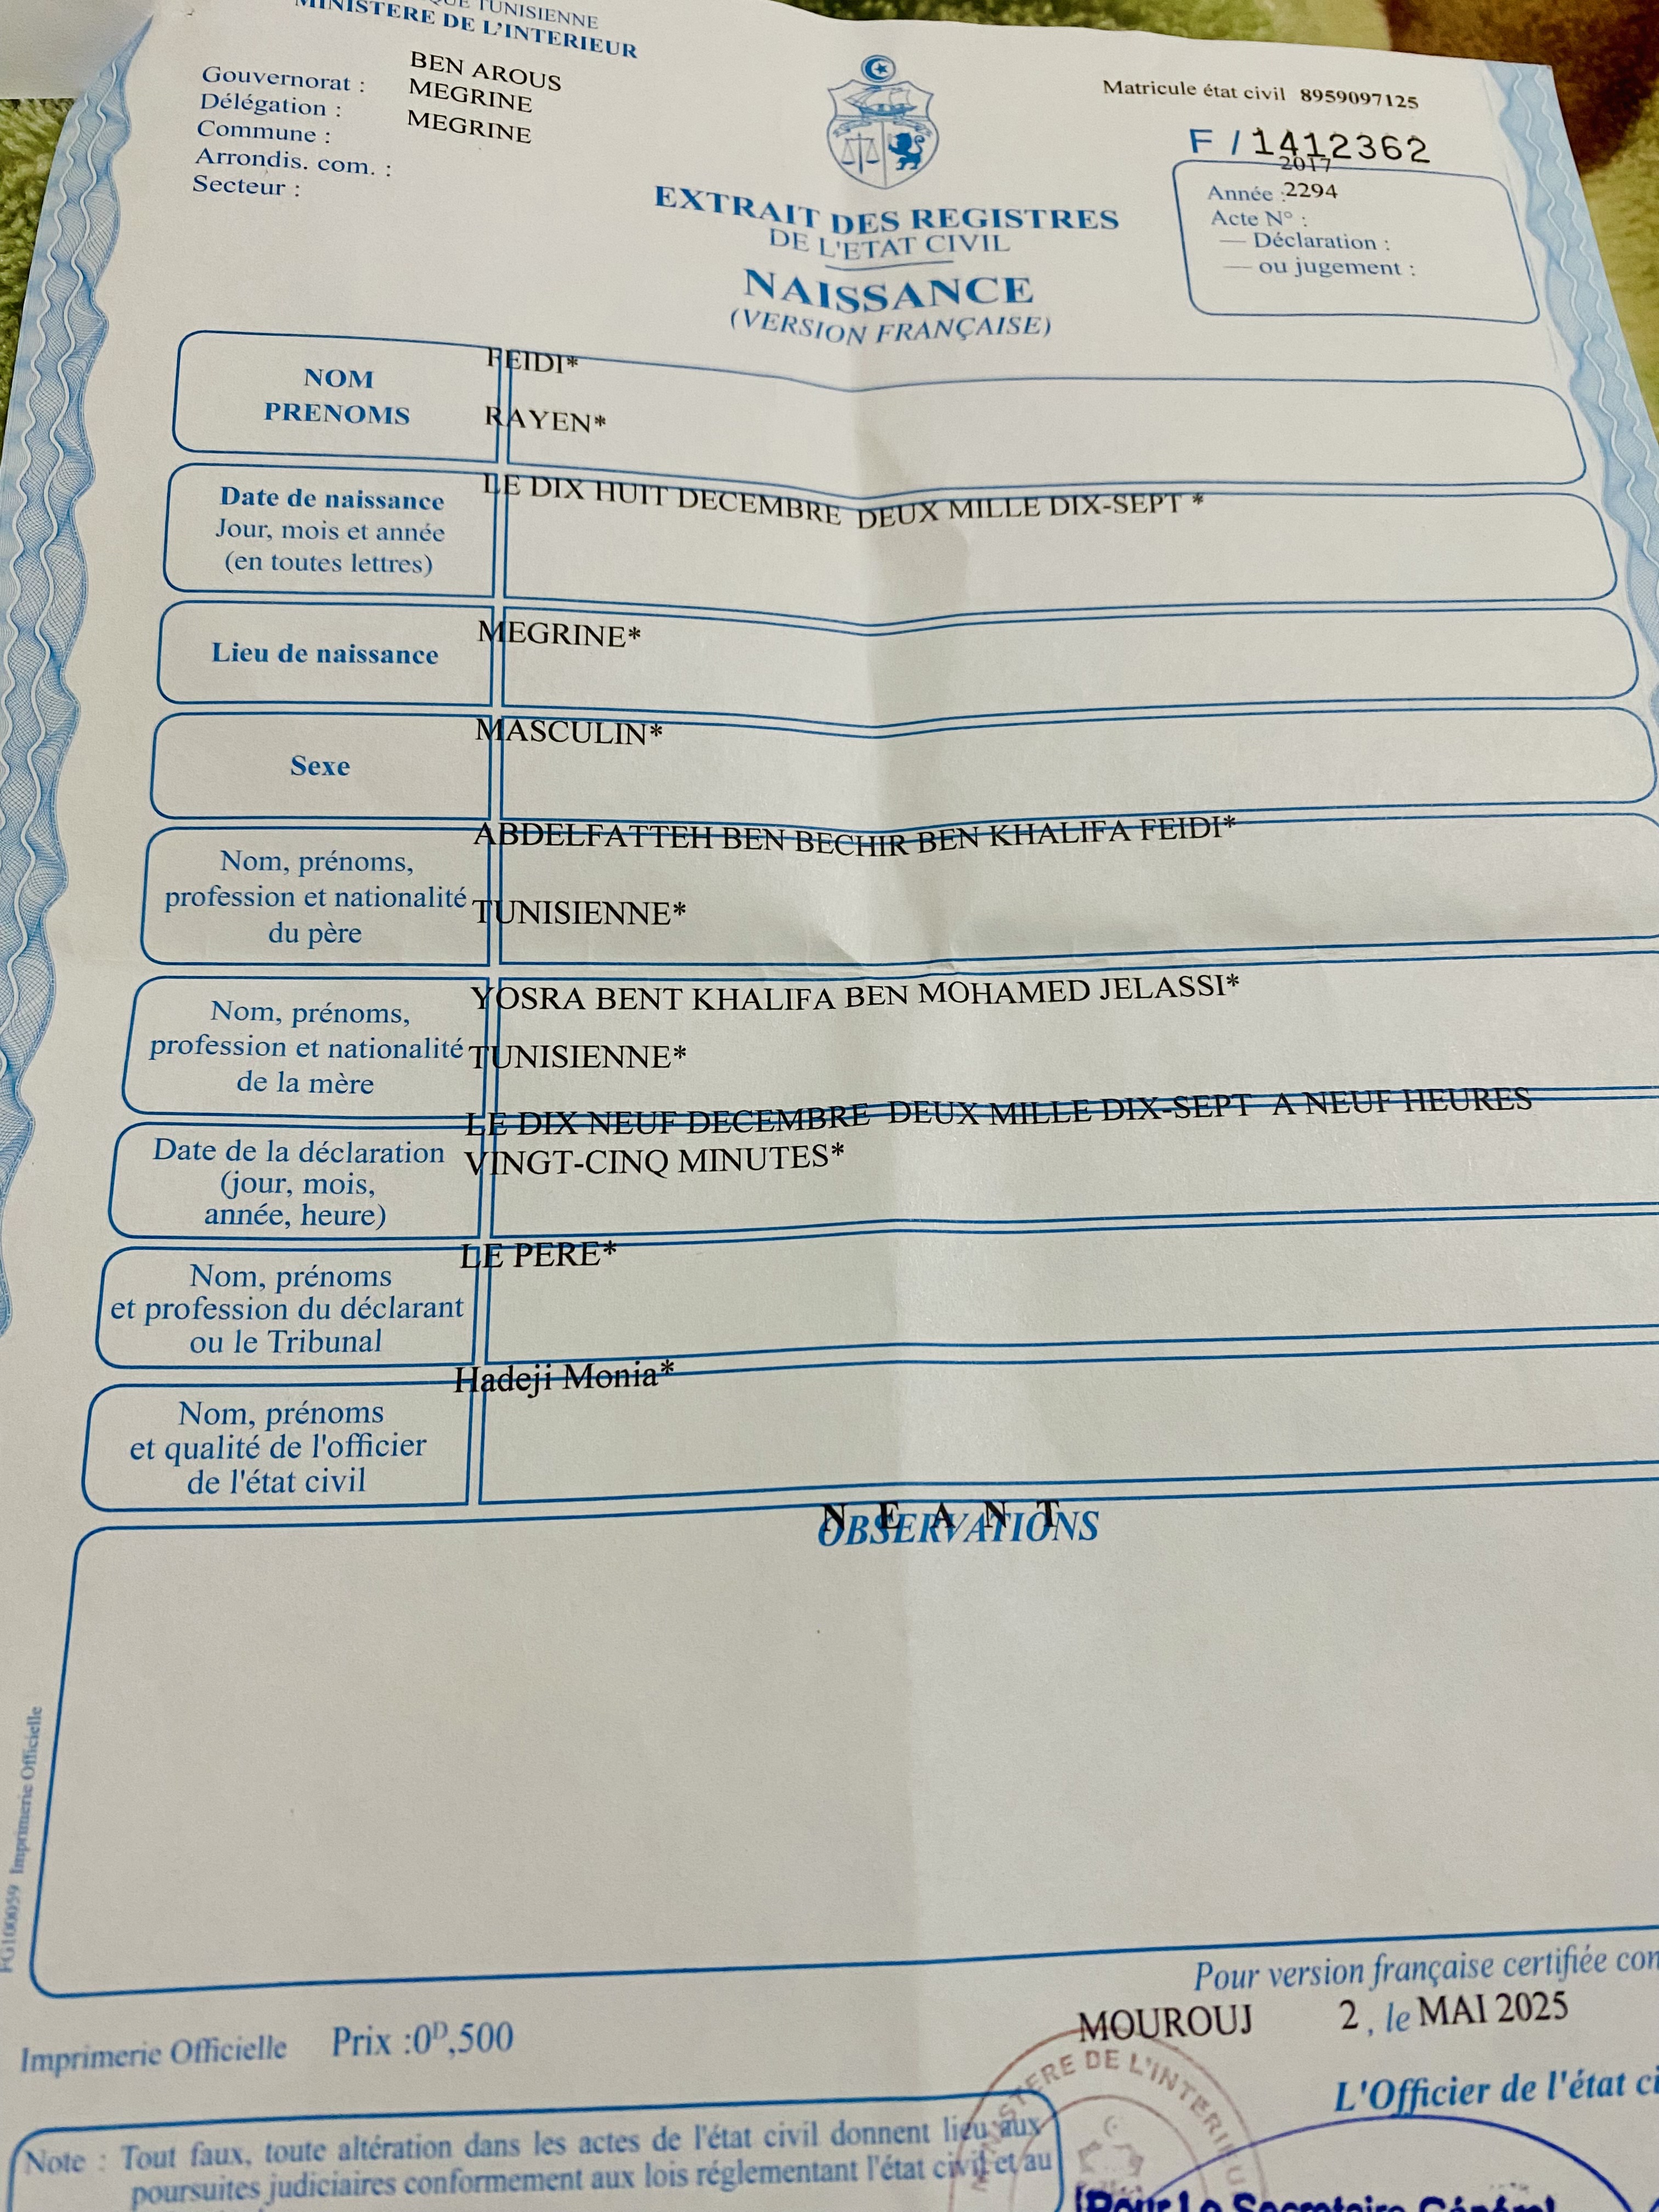 TUNISIENNE
MINISTERE DE L'INTERIEUR
Gouvernorat : BEN AROUS
Délégation : MEGRINE
Commune : MEGRINE
Arrondis. com. :
Secteur :
Matricule état civil 8959097125
F / 1412362
2017
Année : 2294
Acte N° :
— Déclaration :
— ou jugement :
EXTRAIT DES REGISTRES
DE L'ETAT CIVIL
NAISSANCE
(VERSION FRANÇAISE)
NOM FEIDI*
PRENOMS RAYEN*
Date de naissance LE DIX HUIT DECEMBRE DEUX MILLE DIX-SEPT *
Jour, mois et année
(en toutes lettres)
Lieu de naissance MEGRINE*
Sexe MASCULIN*
ABDELFATTEH BEN BECHIR BEN KHALIFA FEIDI*
Nom, prénoms,
profession et nationalité TUNISIENNE*
du père
YOSRA BENT KHALIFA BEN MOHAMED JELASSI*
Nom, prénoms,
profession et nationalité TUNISIENNE*
de la mère
LE DIX NEUF DECEMBRE DEUX MILLE DIX-SEPT A NEUF HEURES
Date de la déclaration VINGT-CINQ MINUTES*
(jour, mois,
année, heure)
LE PERE*
Nom, prénoms
et profession du déclarant
ou le Tribunal
Hadeji Monia*
Nom, prénoms
et qualité de l'officier
de l'état civil
N E A N T
OBSERVATIONS
FG100059 Imprimerie Officielle
Pour version française certifiée
MOUROUJ 2 , le MAI 2025
Imprimerie Officielle Prix :0D,500
L'Officier de l'état
MINISTERE DE L'INTERIEUR
Note : Tout faux, toute altération dans les actes de l'état civil donnent lieu aux
poursuites judiciaires conformement aux lois réglementant l'état civil et au
Pour Le Secretaire Général